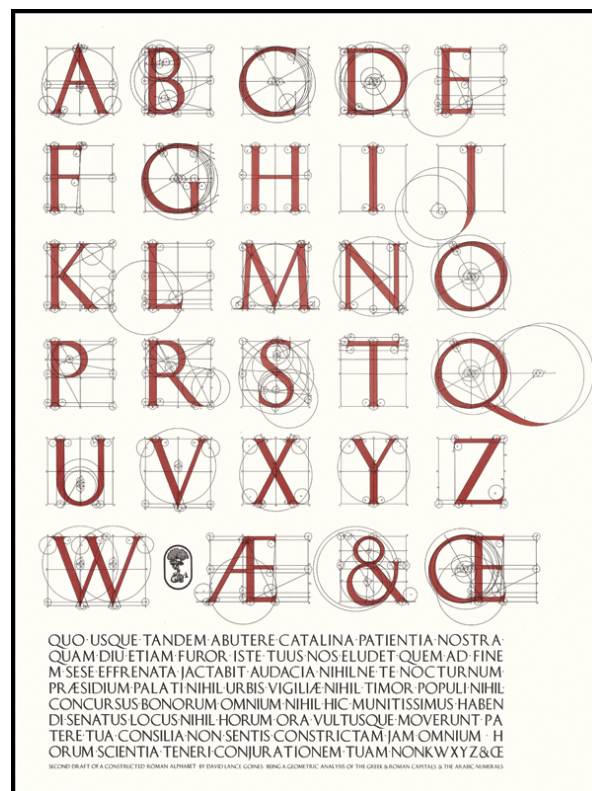 A B C D E
F G H I J
K L M N O
P R S T Q
U V X Y Z
W Æ & Œ
QUO·USQUE·TANDEM·ABUTERE·CATALINA·PATIENTIA·NOSTRA·
QUAM·DIU·ETIAM·FUROR·ISTE·TUUS·NOS·ELUDET·QUEM·AD·FINE
M·SESE·EFFRENATA·JACTABIT·AUDACIA·NIHILNE·TE·NOCTURNUM·
PRÆSIDIUM·PALATI·NIHIL·URBIS·VIGILIÆ·NIHIL·TIMOR·POPULI·NIHIL·
CONCURSUS·BONORUM·OMNIUM·NIHIL·HIC·MUNITISSIMUS·HABEN
DI·SENATUS·LOCUS·NIHIL·HORUM·ORA·VULTUSQUE·MOVERUNT·PA
TERE·TUA·CONSILIA·NON·SENTIS·CONSTRICTAM·JAM·OMNIUM·H
ORUM·SCIENTIA·TENERI·CONJURATIONEM·TUAM·NONKWXYZ&Œ
SECOND DRAFT OF A CONSTRUCTED ROMAN ALPHABET BY DAVID LANCE GOINES BEING A GEOMETRIC ANALYSIS OF THE GREEK & ROMAN CAPITALS & THE ARABIC NUMERALS